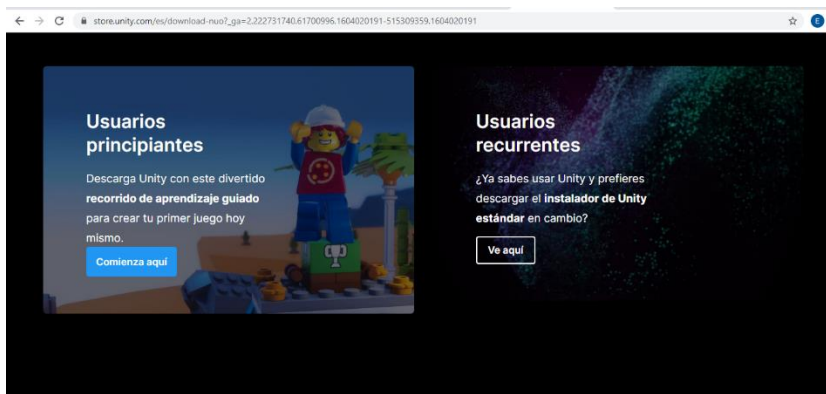 store.unity.com/es/download-nuo?_ga=2.222731740.61700996.1604020191-515309359.1604020191
E
Usuarios
principiantes
Descarga Unity con este divertido
recorrido de aprendizaje guiado
para crear tu primer juego hoy
mismo.
Comienza aquí
Usuarios
recurrentes
¿Ya sabes usar Unity y prefieres
descargar el instalador de Unity
estándar en cambio?
Ve aquí